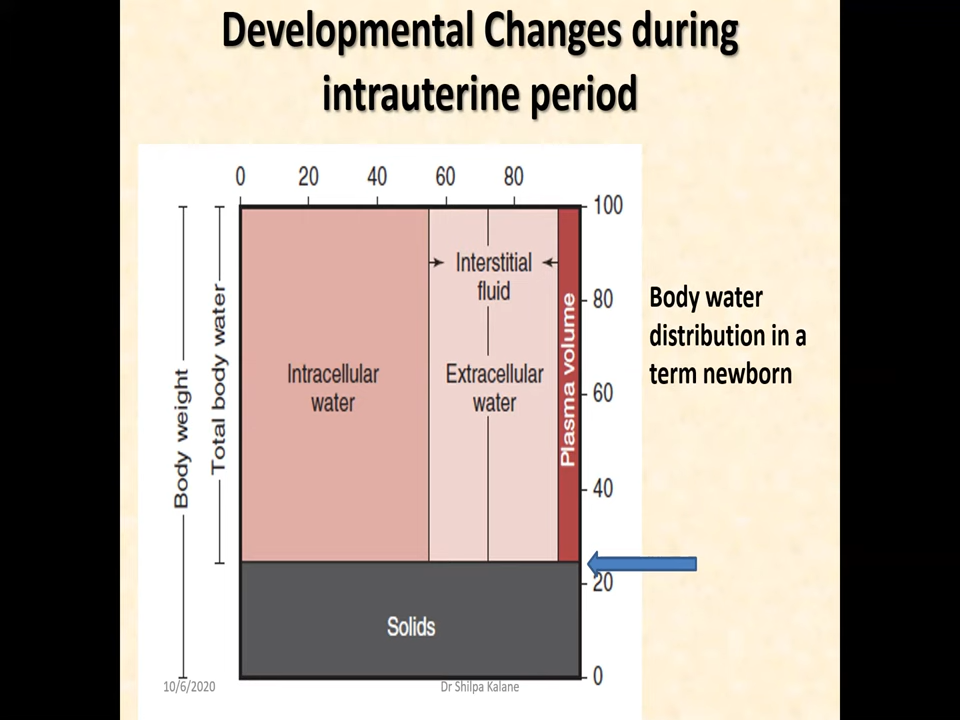 Developmental Changes during
intrauterine period
0 20 40 60 80
100
80
60
40
20
0
Body weight
Total body water
Interstitial
fluid
Intracellular
water
Extracellular
water
Plasma volume
Solids
Body water
distribution in a
term newborn
10/6/2020
Dr Shilpa Kalane